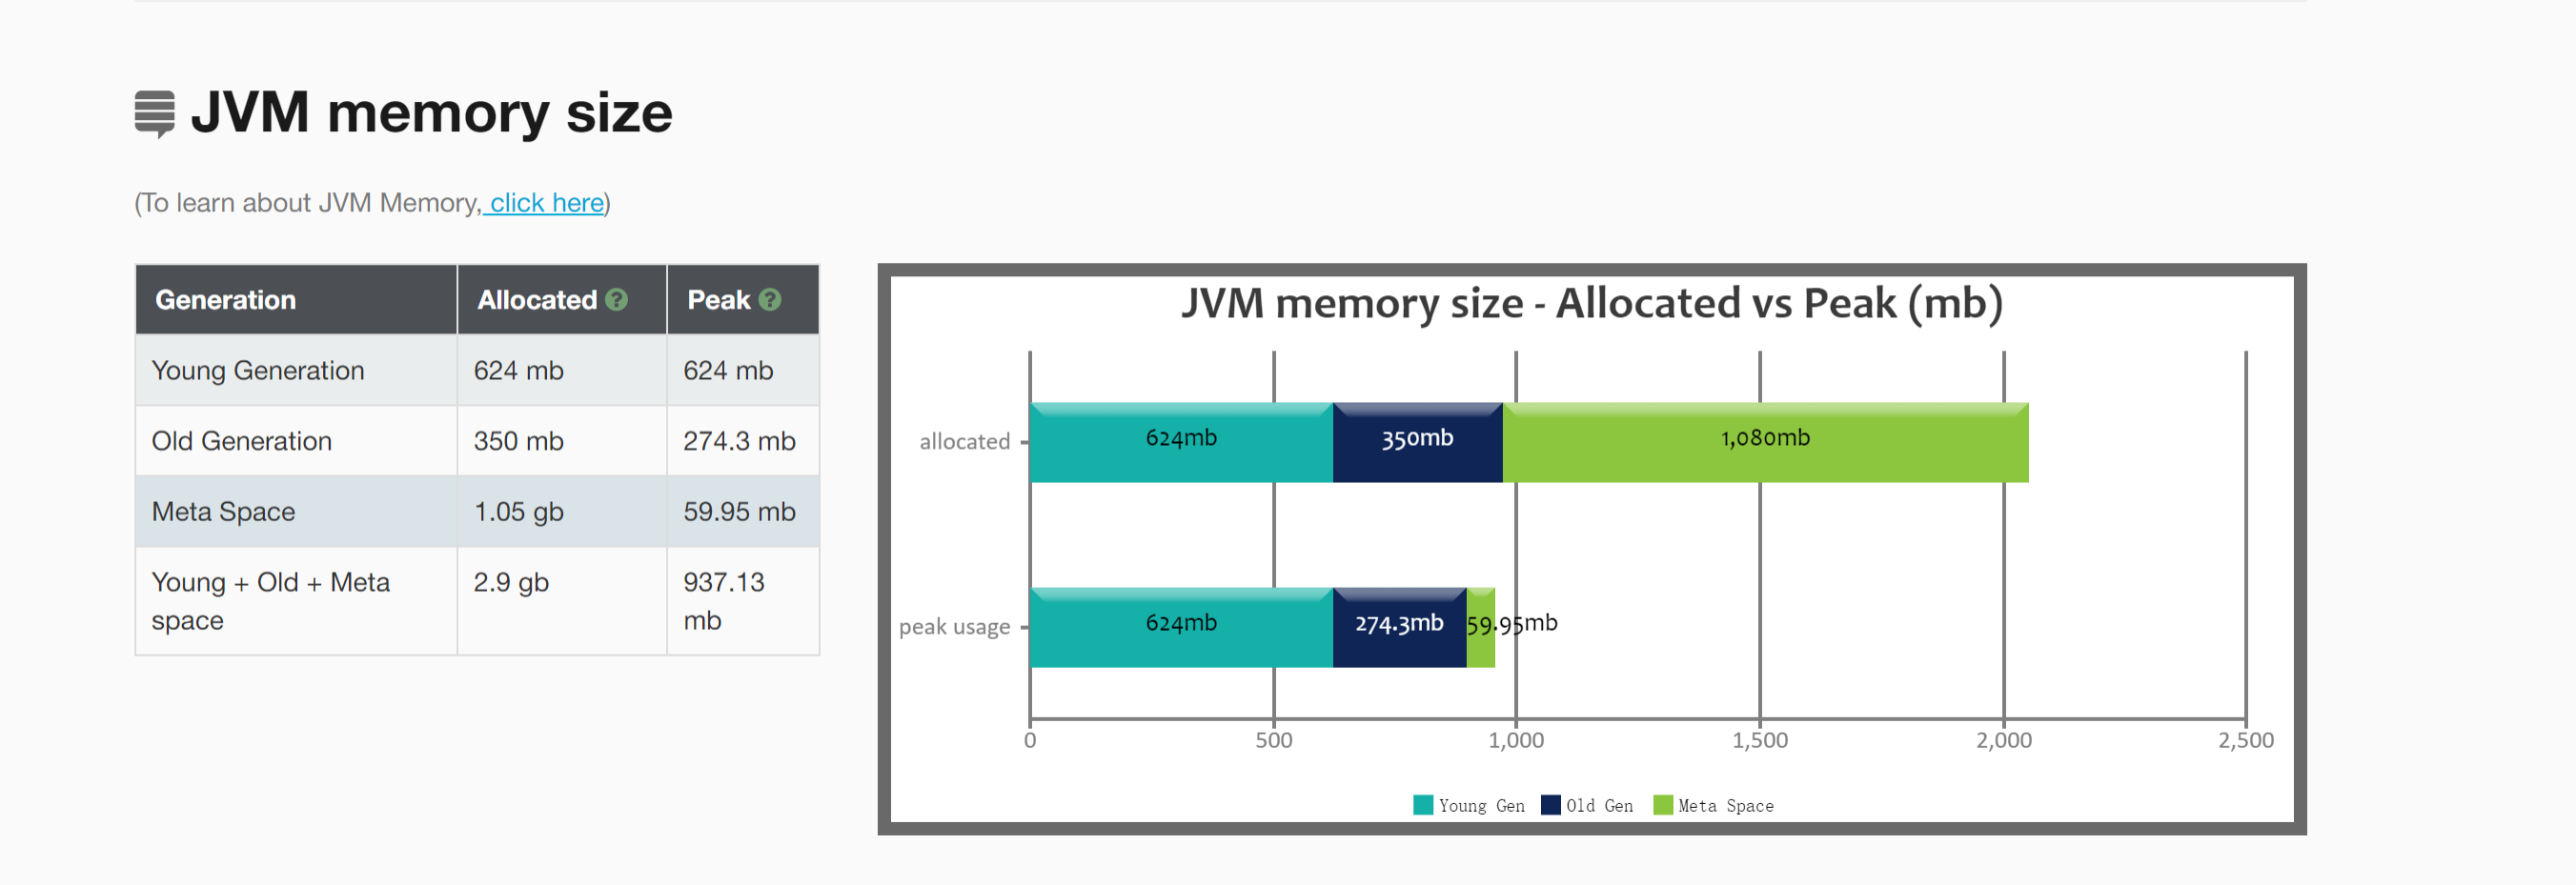 JVM memory size
(To learn about JVM Memory, click here)
Generation Allocated ? Peak ?
Young Generation 624 mb 624 mb
Old Generation 350 mb 274.3 mb
Meta Space 1.05 gb 59.95 mb
Young + Old + Meta 2.9 gb 937.13
space mb
JVM memory size - Allocated vs Peak (mb)
allocated 624mb 350mb 1,080mb
peak usage 624mb 274.3mb 59.95mb
0 500 1,000 1,500 2,000 2,500
Young Gen Old Gen Meta Space